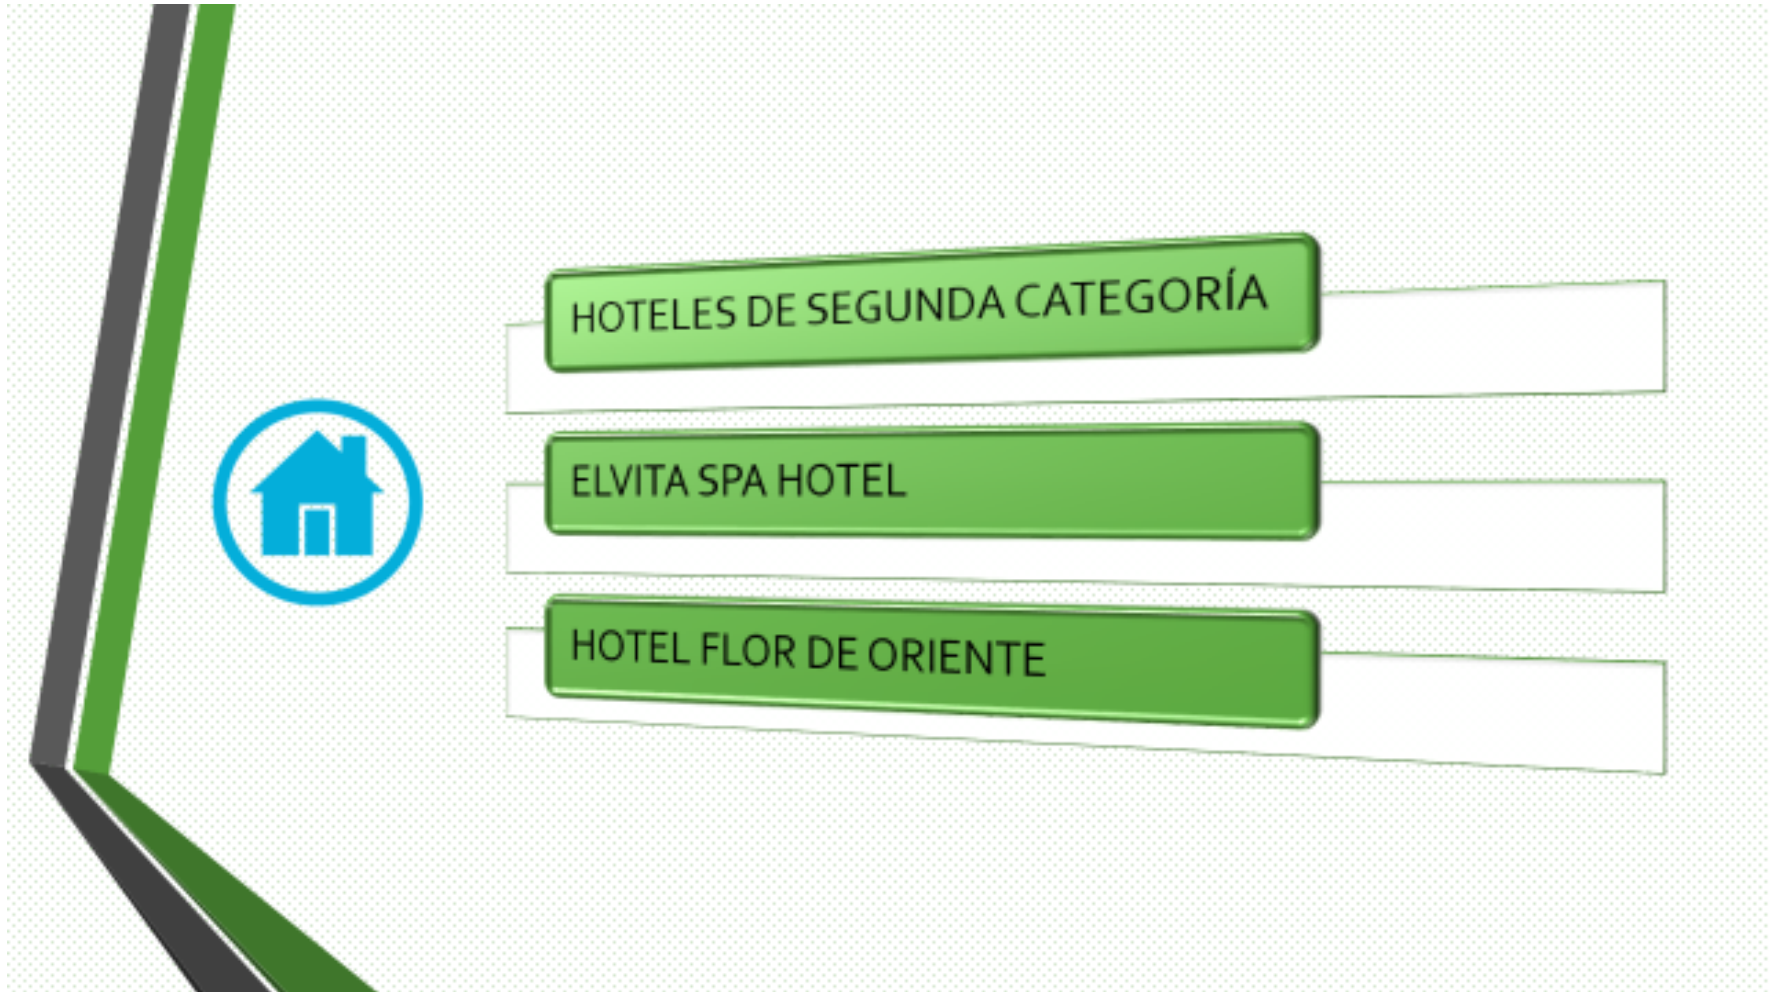 HOTELES DE SEGUNDA CATEGORÍA
ELVITA SPA HOTEL
HOTEL FLOR DE ORIENTE